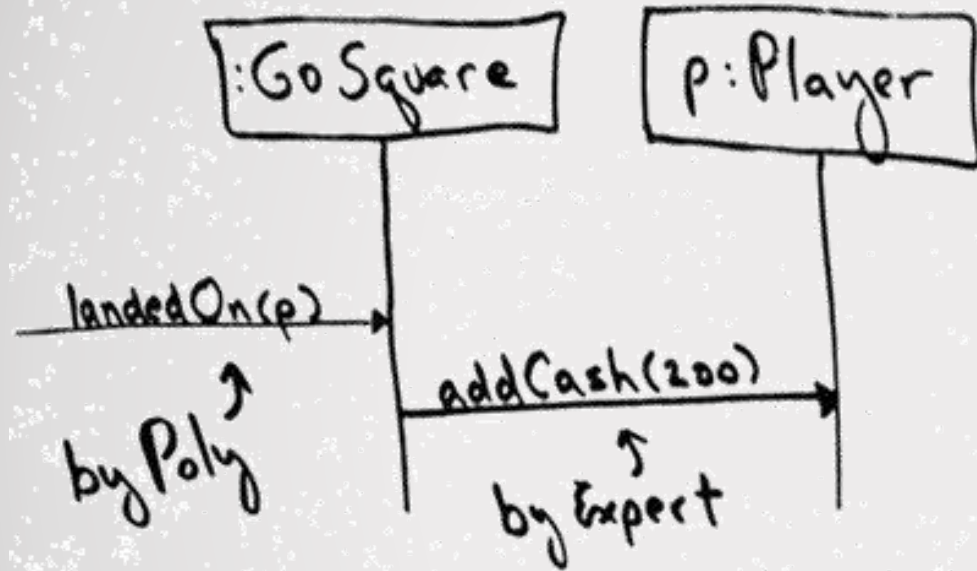 :GoSquare
p:Player
landedOn(p)
addCash(200)
by Poly
by Expert